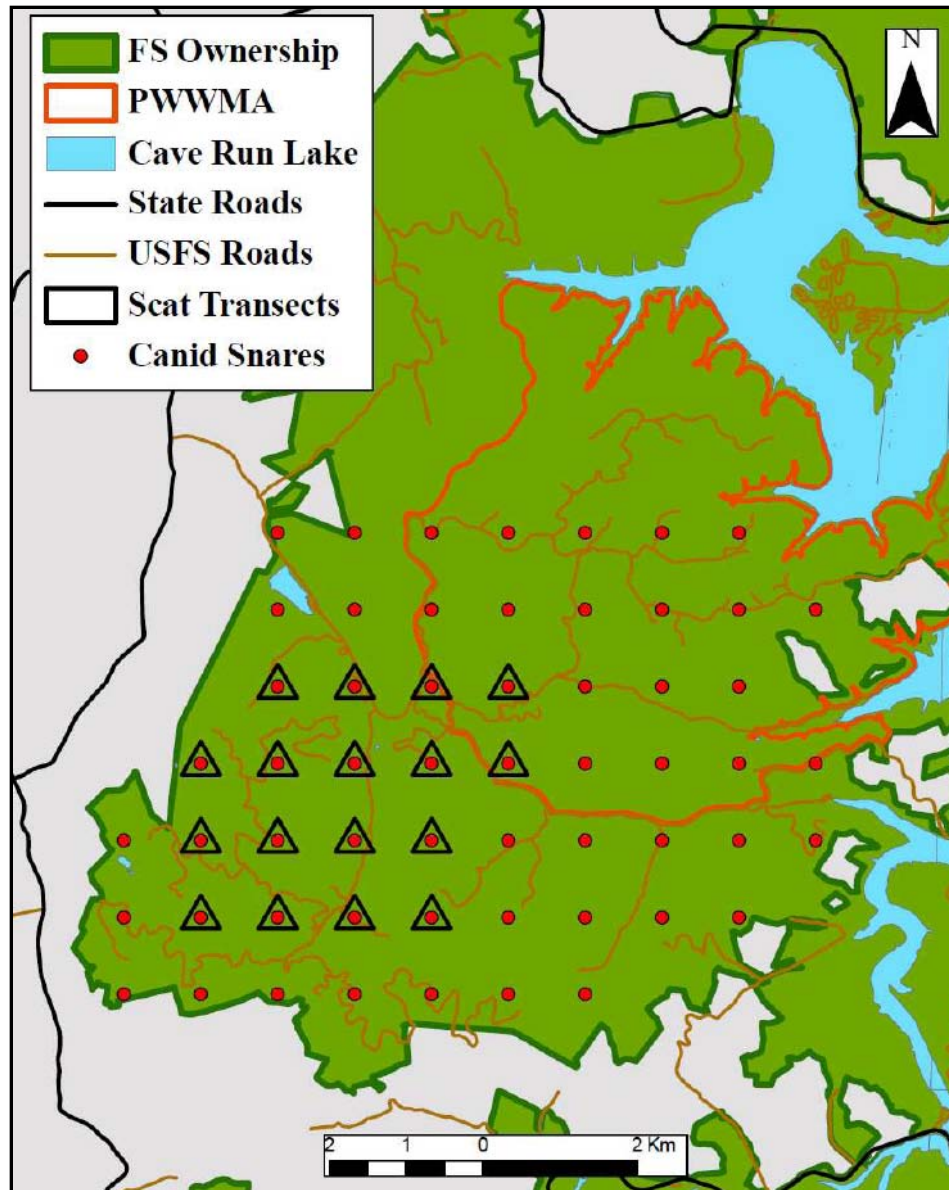 FS Ownership
PWWMA
Cave Run Lake
State Roads
USFS Roads
Scat Transects
Canid Snares
N
2 1 0 2 Km